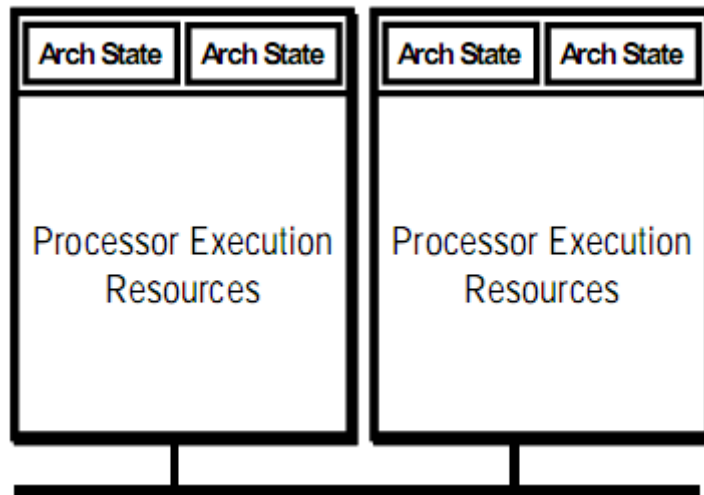 Arch State Arch State Arch State Arch State
Processor Execution
Resources
Processor Execution
Resources